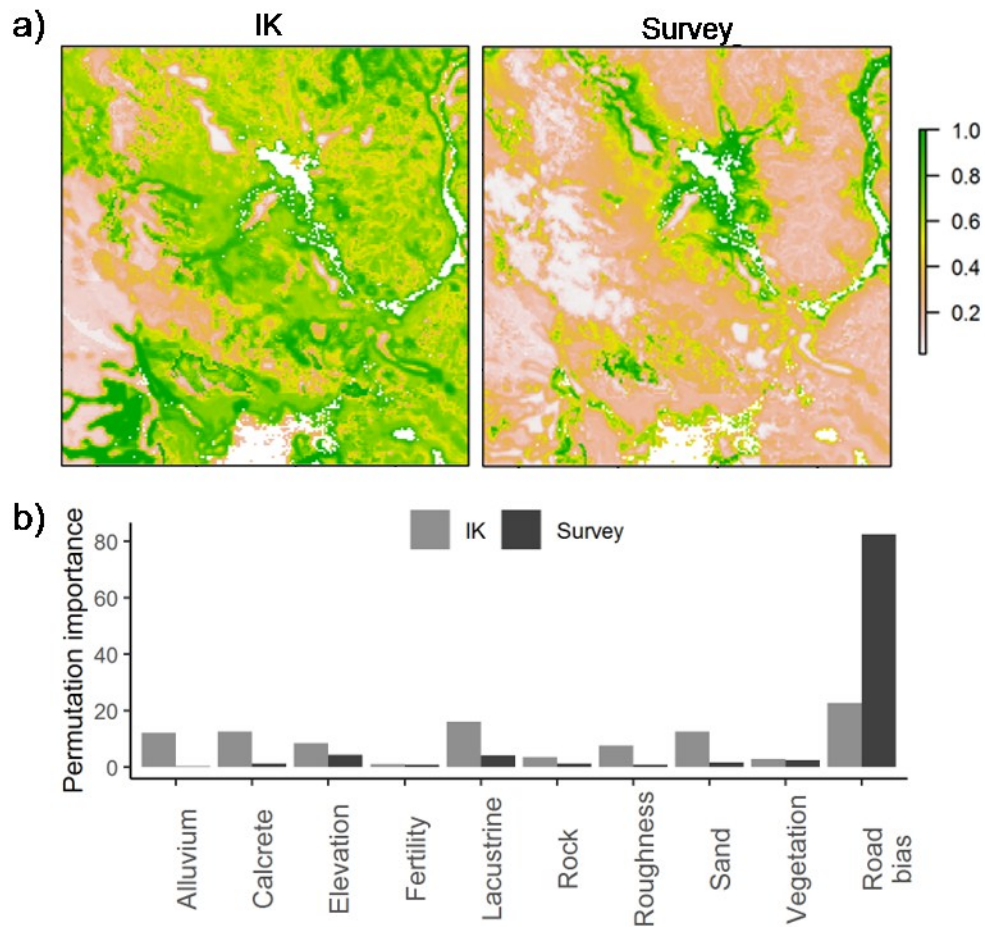 a)
IK
Survey
1.0
0.8
0.6
0.4
0.2
b)
Permutation importance
80
60
40
20
0
IK
Survey
Alluvium
Calcrete
Elevation
Fertility
Lacustrine
Rock
Roughness
Sand
Vegetation
Road
bias